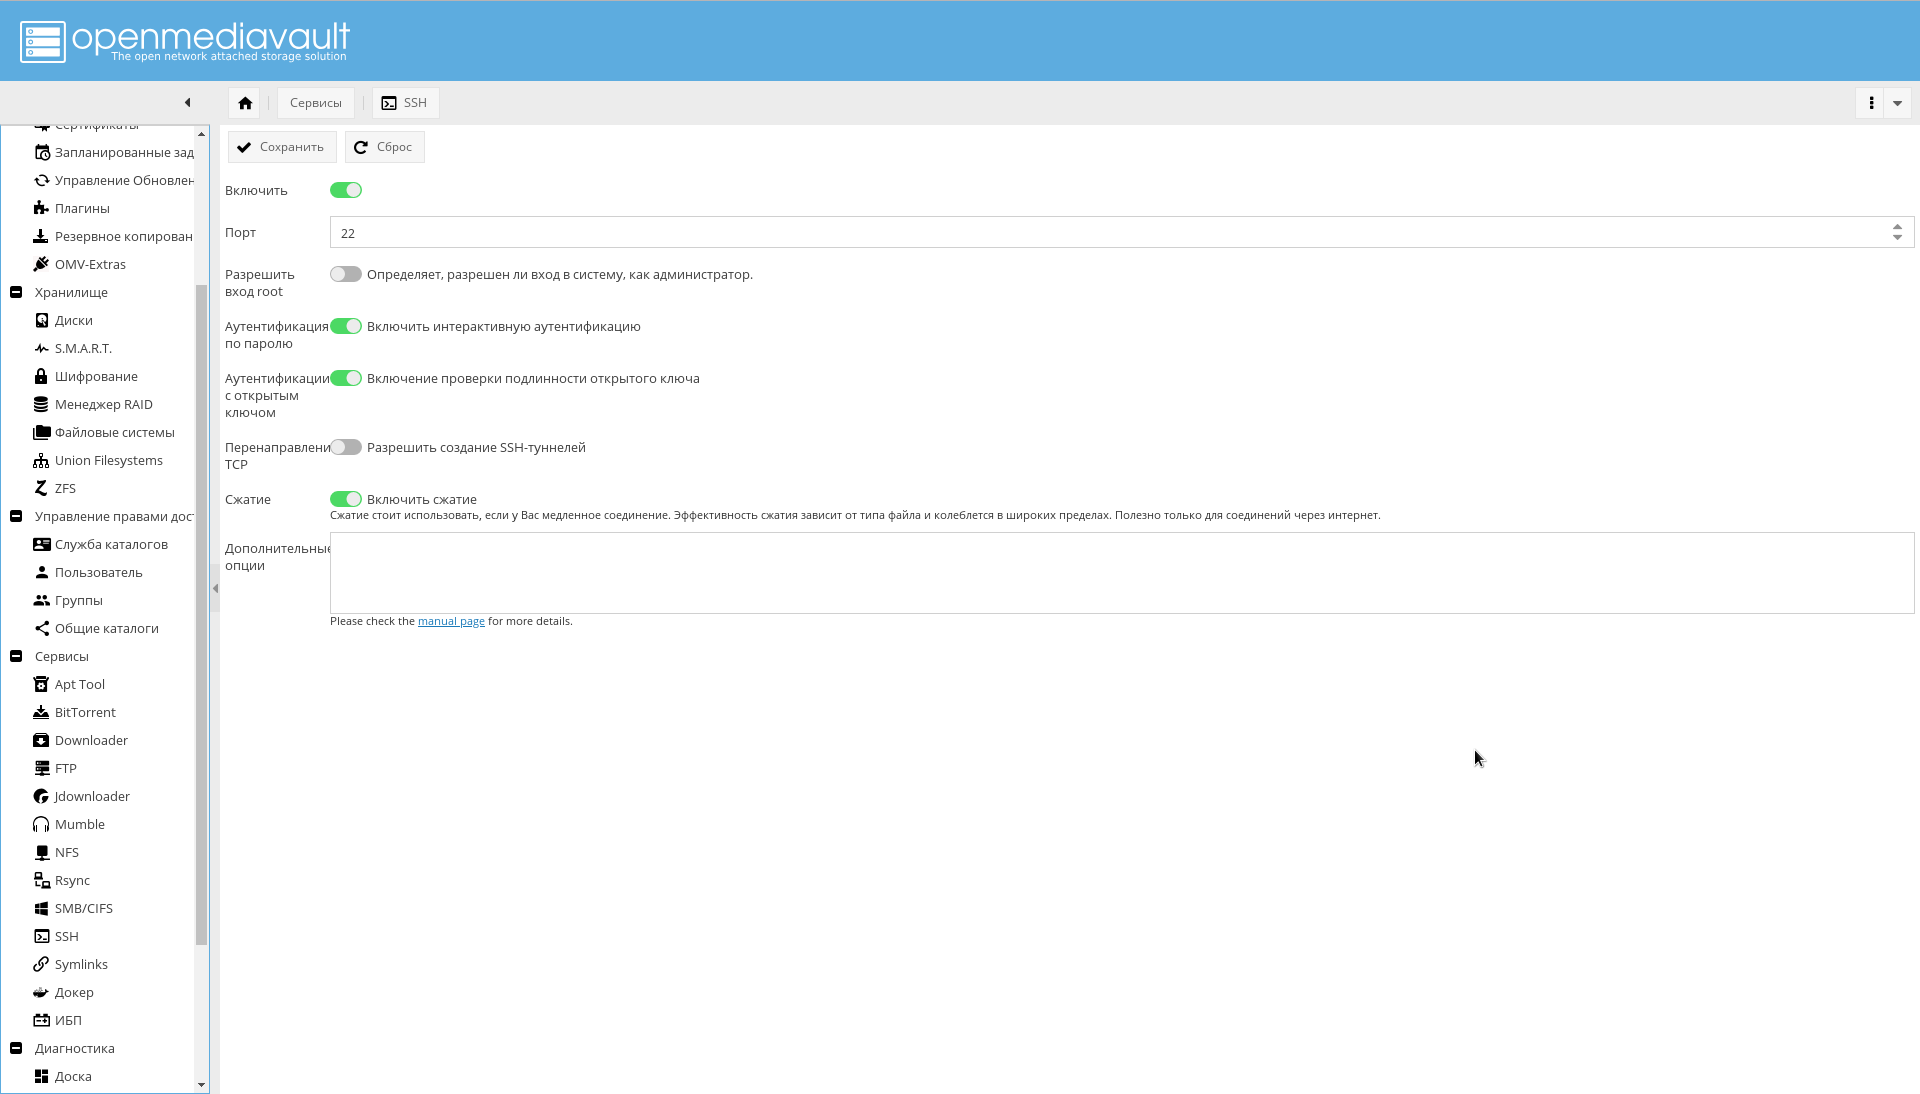 openmediavault
The open network attached storage solution
Сервисы
SSH
Сертификаты
Запланированные зад
Управление Обновлен
Плагины
Резервное копирован
OMV-Extras
Хранилище
Диски
S.M.A.R.T.
Шифрование
Менеджер RAID
Файловые системы
Union Filesystems
ZFS
Управление правами дос
Служба каталогов
Пользователь
Группы
Общие каталоги
Сервисы
Apt Tool
BitTorrent
Downloader
FTP
Jdownloader
Mumble
NFS
Rsync
SMB/CIFS
SSH
Symlinks
Докер
ИБП
Диагностика
Доска
Сохранить
Сброс
Включить
Порт
22
Разрешить
вход root
Определяет, разрешен ли вход в систему, как администратор.
Аутентификация
по паролю
Включить интерактивную аутентификацию
Аутентификации
с открытым
ключом
Включение проверки подлинности открытого ключа
Перенаправлени
TCP
Разрешить создание SSH-туннелей
Сжатие
Включить сжатие
Сжатие стоит использовать, если у Вас медленное соединение. Эффективность сжатия зависит от типа файла и колеблется в широких пределах. Полезно только для соединений через интернет.
Дополнительные
опции
Please check the manual page for more details.